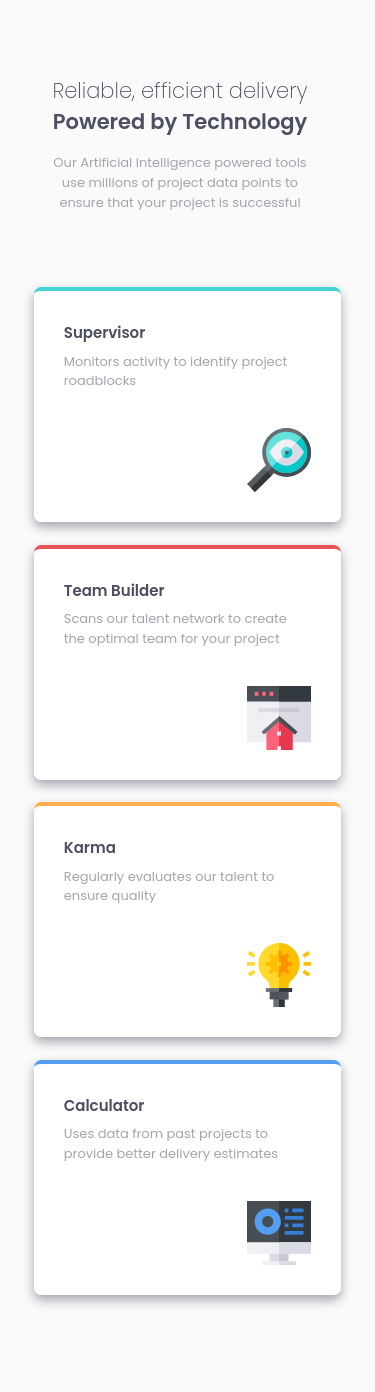 Reliable, efficient delivery
Powered by Technology
Our Artificial Intelligence powered tools
use millions of project data points to
ensure that your project is successful
Supervisor
Monitors activity to identify project
roadblocks
Team Builder
Scans our talent network to create
the optimal team for your project
Karma
Regularly evaluates our talent to
ensure quality
Calculator
Uses data from past projects to
provide better delivery estimates